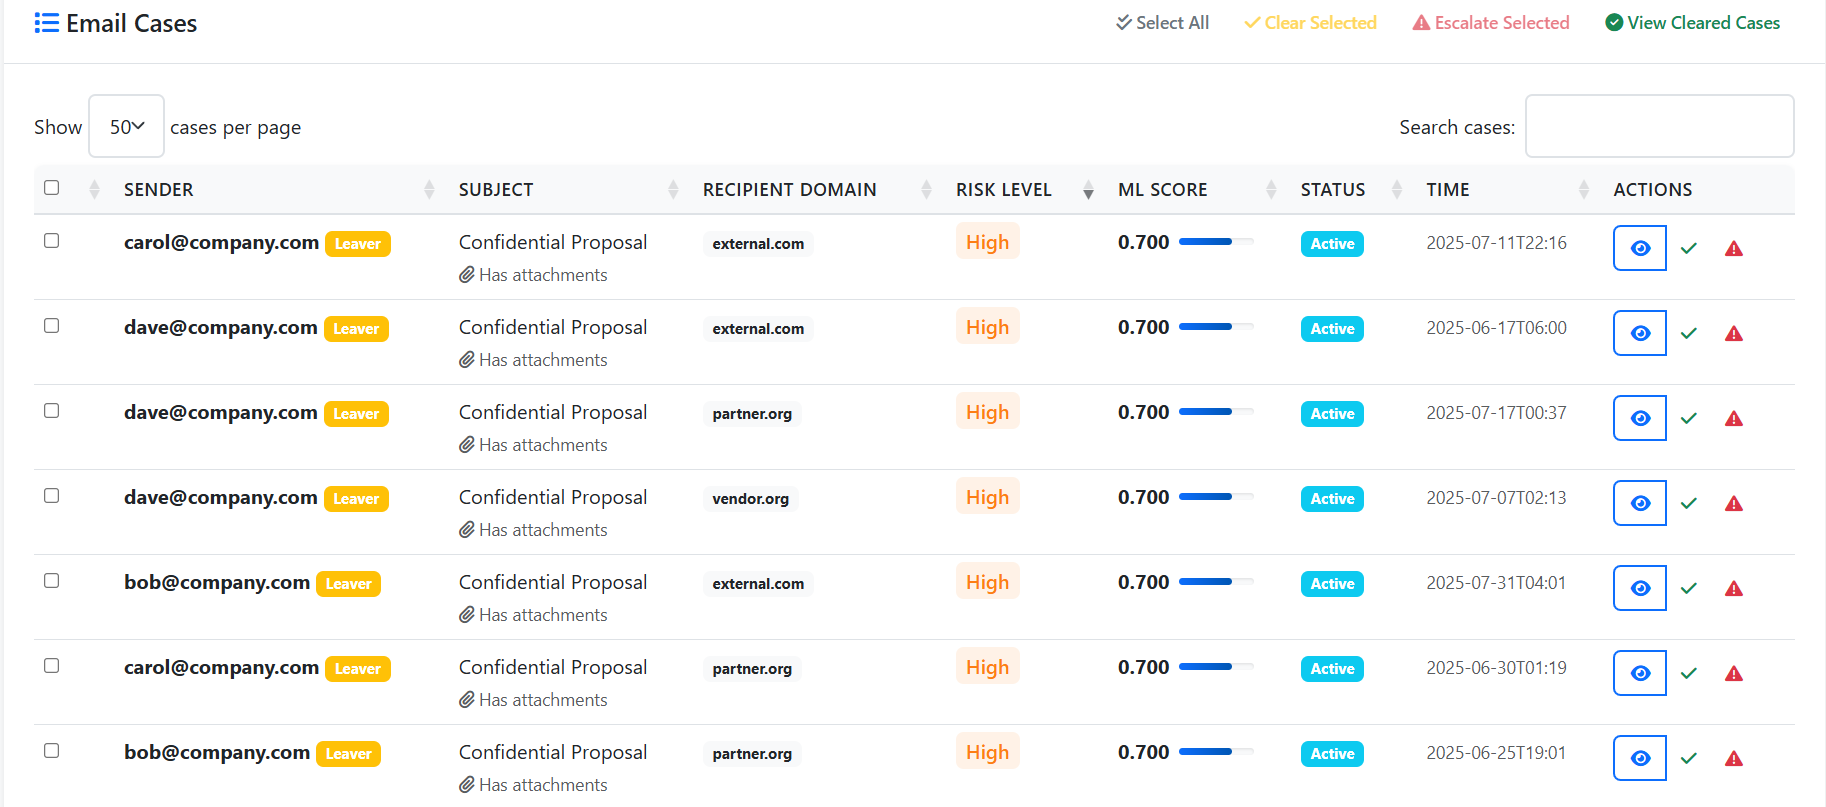 Email Cases Select All Clear Selected Escalate Selected View Cleared Cases
Show 50 cases per page Search cases:
SENDER SUBJECT RECIPIENT DOMAIN RISK LEVEL ML SCORE STATUS TIME ACTIONS
carol@company.com Leaver Confidential Proposal external.com High 0.700 Active 2025-07-11T22:16
Has attachments
dave@company.com Leaver Confidential Proposal external.com High 0.700 Active 2025-06-17T06:00
Has attachments
dave@company.com Leaver Confidential Proposal partner.org High 0.700 Active 2025-07-17T00:37
Has attachments
dave@company.com Leaver Confidential Proposal vendor.org High 0.700 Active 2025-07-07T02:13
Has attachments
bob@company.com Leaver Confidential Proposal external.com High 0.700 Active 2025-07-31T04:01
Has attachments
carol@company.com Leaver Confidential Proposal partner.org High 0.700 Active 2025-06-30T01:19
Has attachments
bob@company.com Leaver Confidential Proposal partner.org High 0.700 Active 2025-06-25T19:01
Has attachments